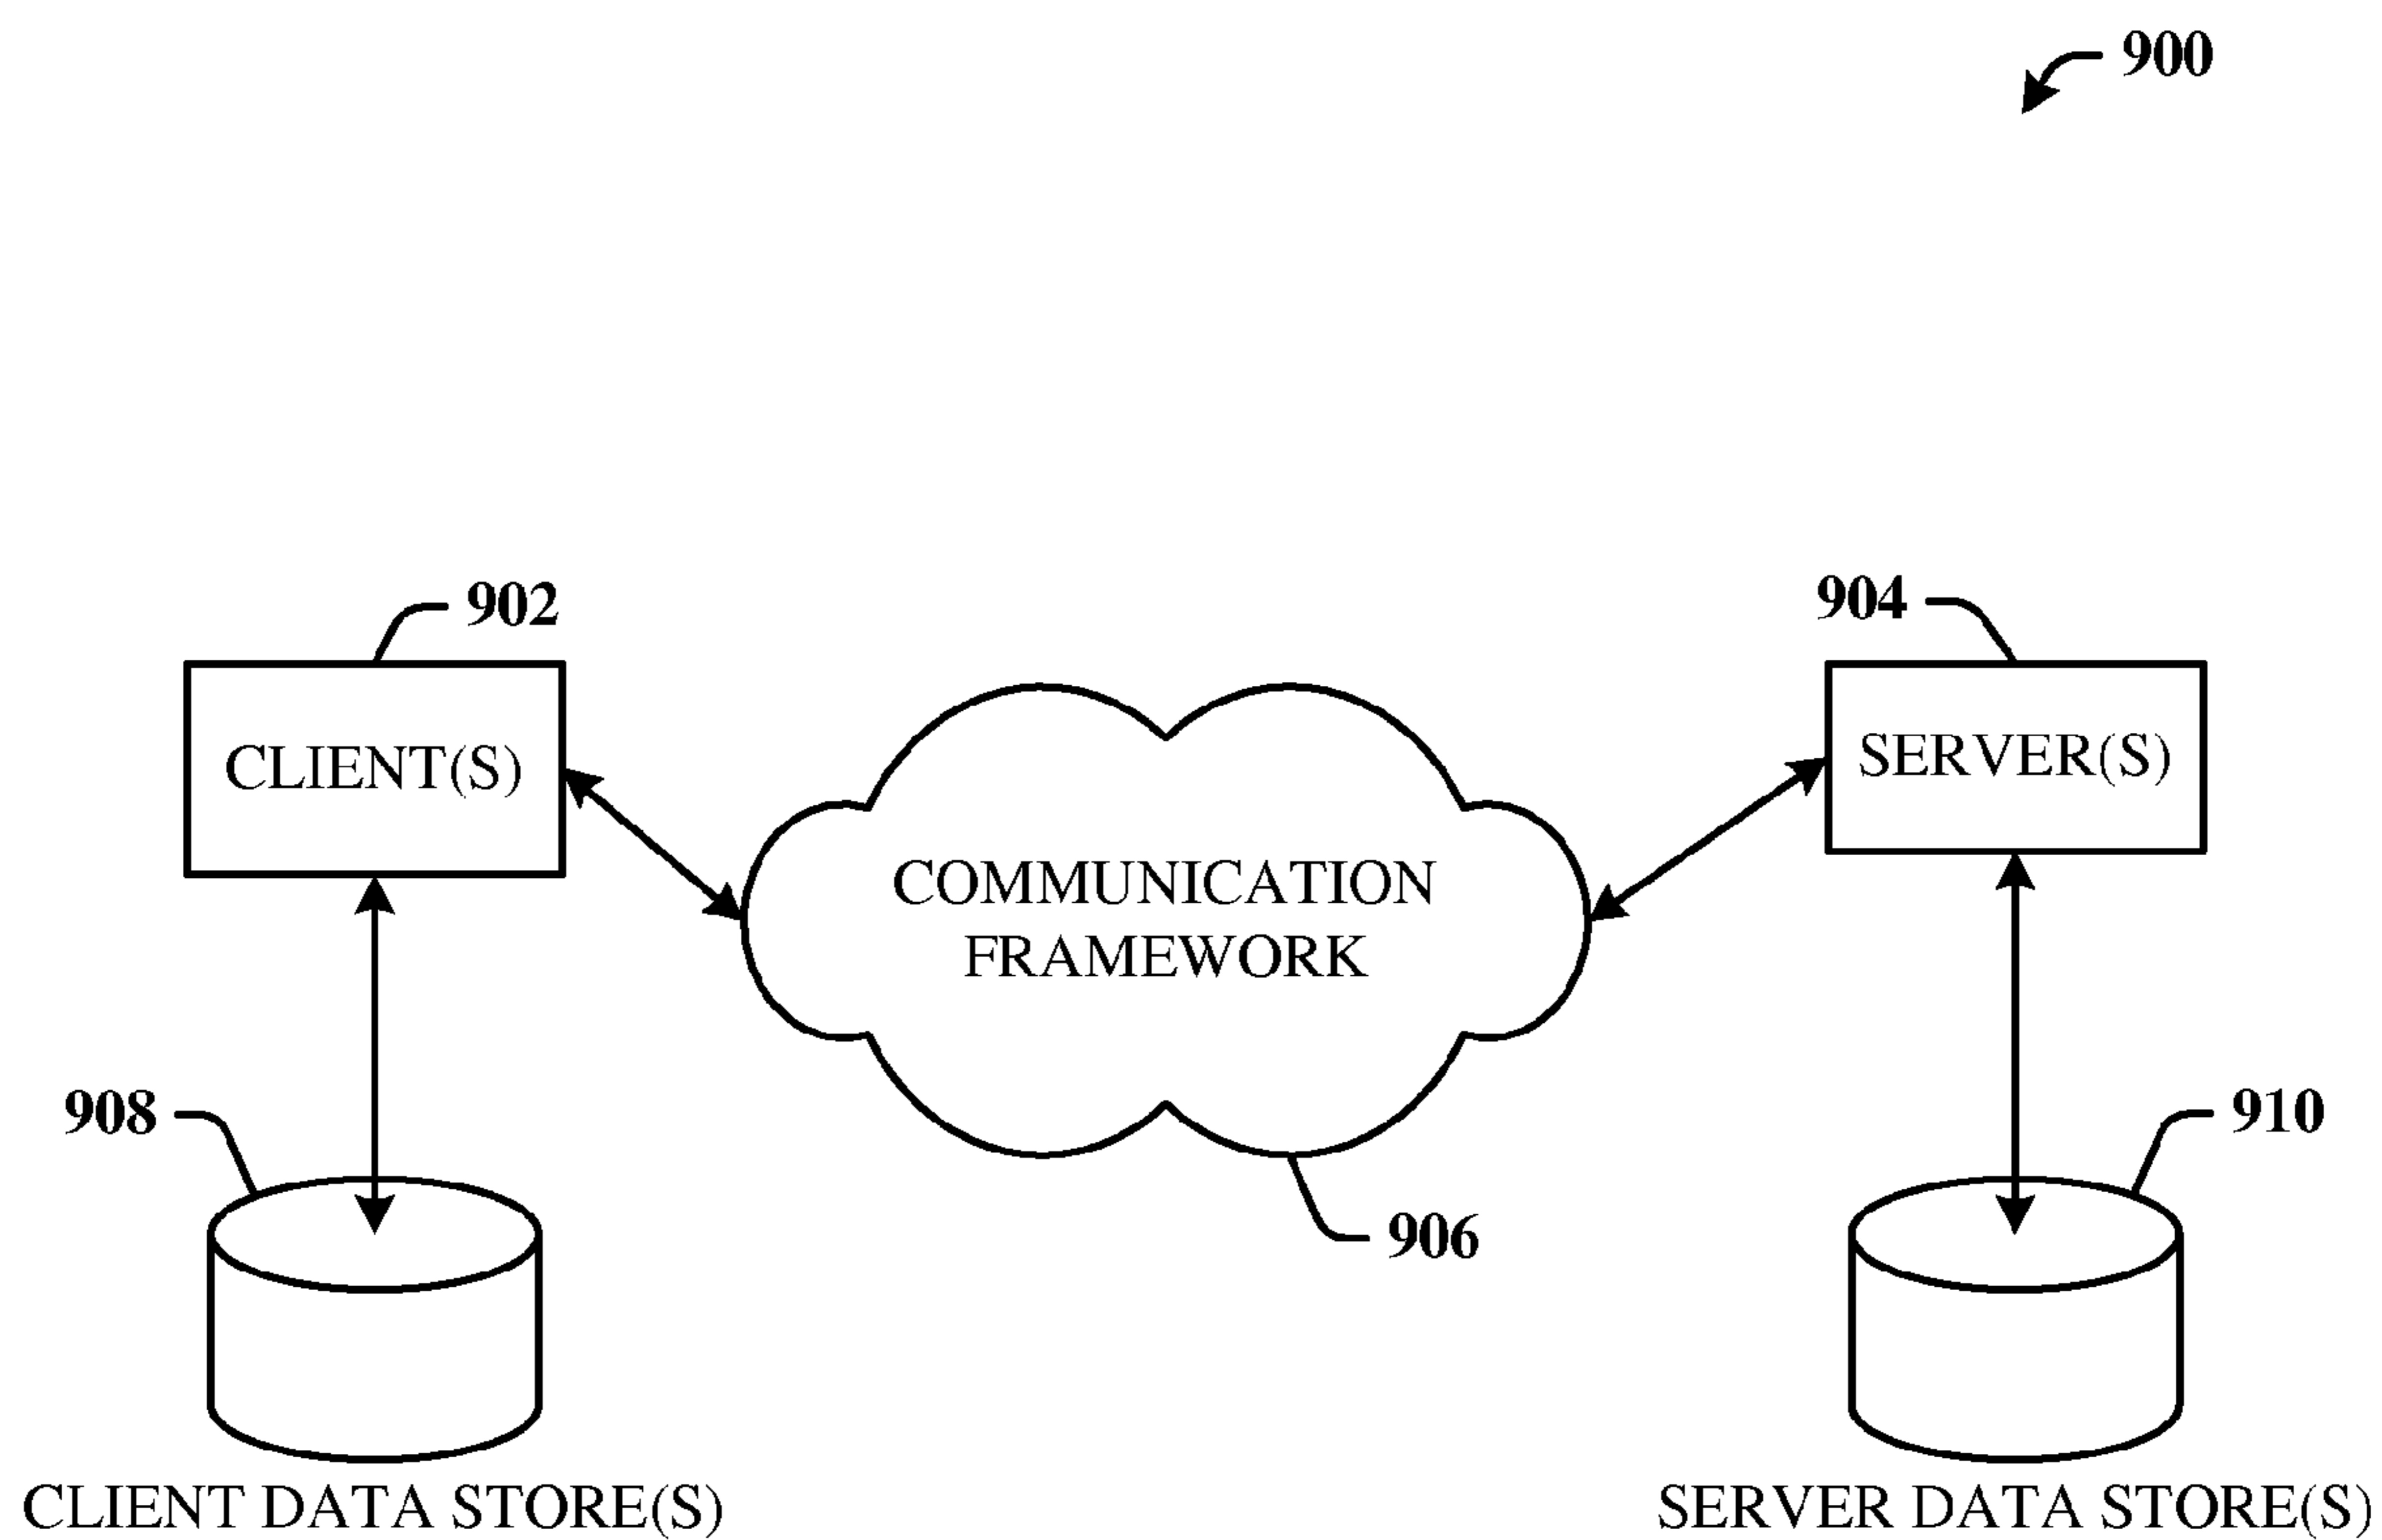 900
902
904
CLIENT(S)
SERVER(S)
COMMUNICATION
FRAMEWORK
908
910
906
CLIENT DATA STORE(S)
SERVER DATA STORE(S)